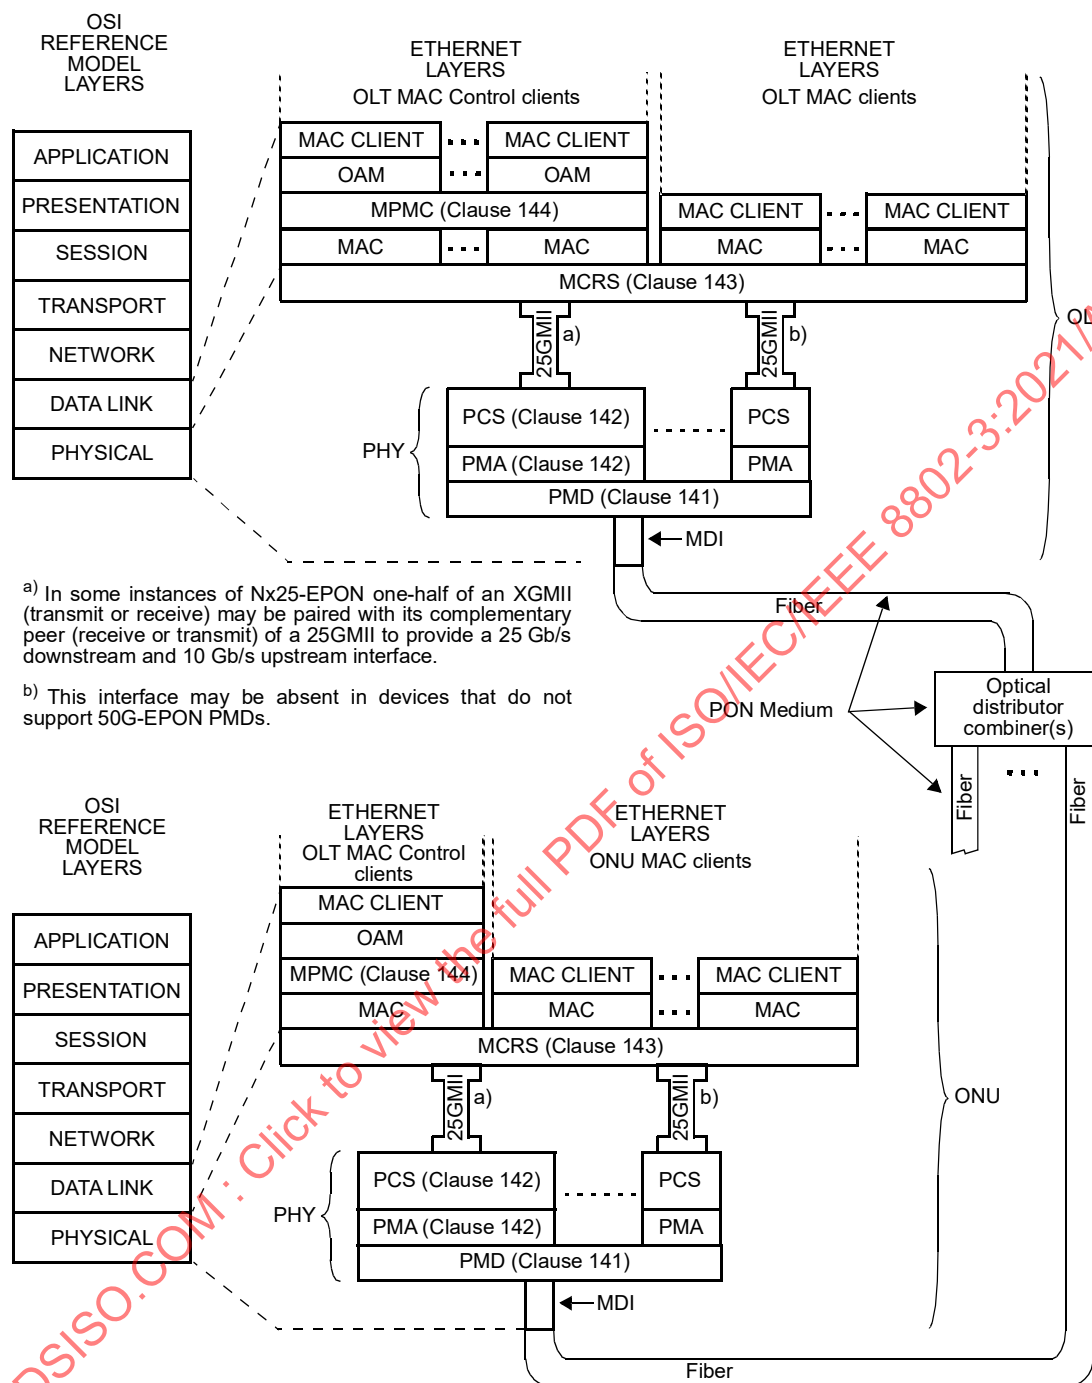 OSI
REFERENCE
MODEL
LAYERS
ETHERNET
LAYERS
OLT MAC Control clients
ETHERNET
LAYERS
OLT MAC clients
APPLICATION
PRESENTATION
SESSION
TRANSPORT
NETWORK
DATA LINK
PHYSICAL
MAC CLIENT MAC CLIENT
OAM OAM
MPMC (Clause 144)
MAC MAC
MAC CLIENT MAC CLIENT
MAC MAC
MCRS (Clause 143)
25GMII a)
25GMII b)
PHY
PCS (Clause 142) PCS
PMA (Clause 142) PMA
PMD (Clause 141)
MDI
Fiber
a) In some instances of Nx25-EPON one-half of an XGMII
(transmit or receive) may be paired with its complementary
peer (receive or transmit) of a 25GMII to provide a 25 Gb/s
downstream and 10 Gb/s upstream interface.
b) This interface may be absent in devices that do not
support 50G-EPON PMDs.
PON Medium
Optical
distributor
combiner(s)
Fiber
Fiber
OSI
REFERENCE
MODEL
LAYERS
ETHERNET
LAYERS
OLT MAC Control
clients
ETHERNET
LAYERS
ONU MAC clients
APPLICATION
PRESENTATION
SESSION
TRANSPORT
NETWORK
DATA LINK
PHYSICAL
MAC CLIENT
OAM
MPMC (Clause 144)
MAC
MAC CLIENT MAC CLIENT
MAC MAC
MCRS (Clause 143)
25GMII a)
25GMII b)
ONU
PHY
PCS (Clause 142) PCS
PMA (Clause 142) PMA
PMD (Clause 141)
MDI
Fiber
DSISO.COM : Click to view the full PDF of ISO/IEC/IEEE 8802-3:2021/